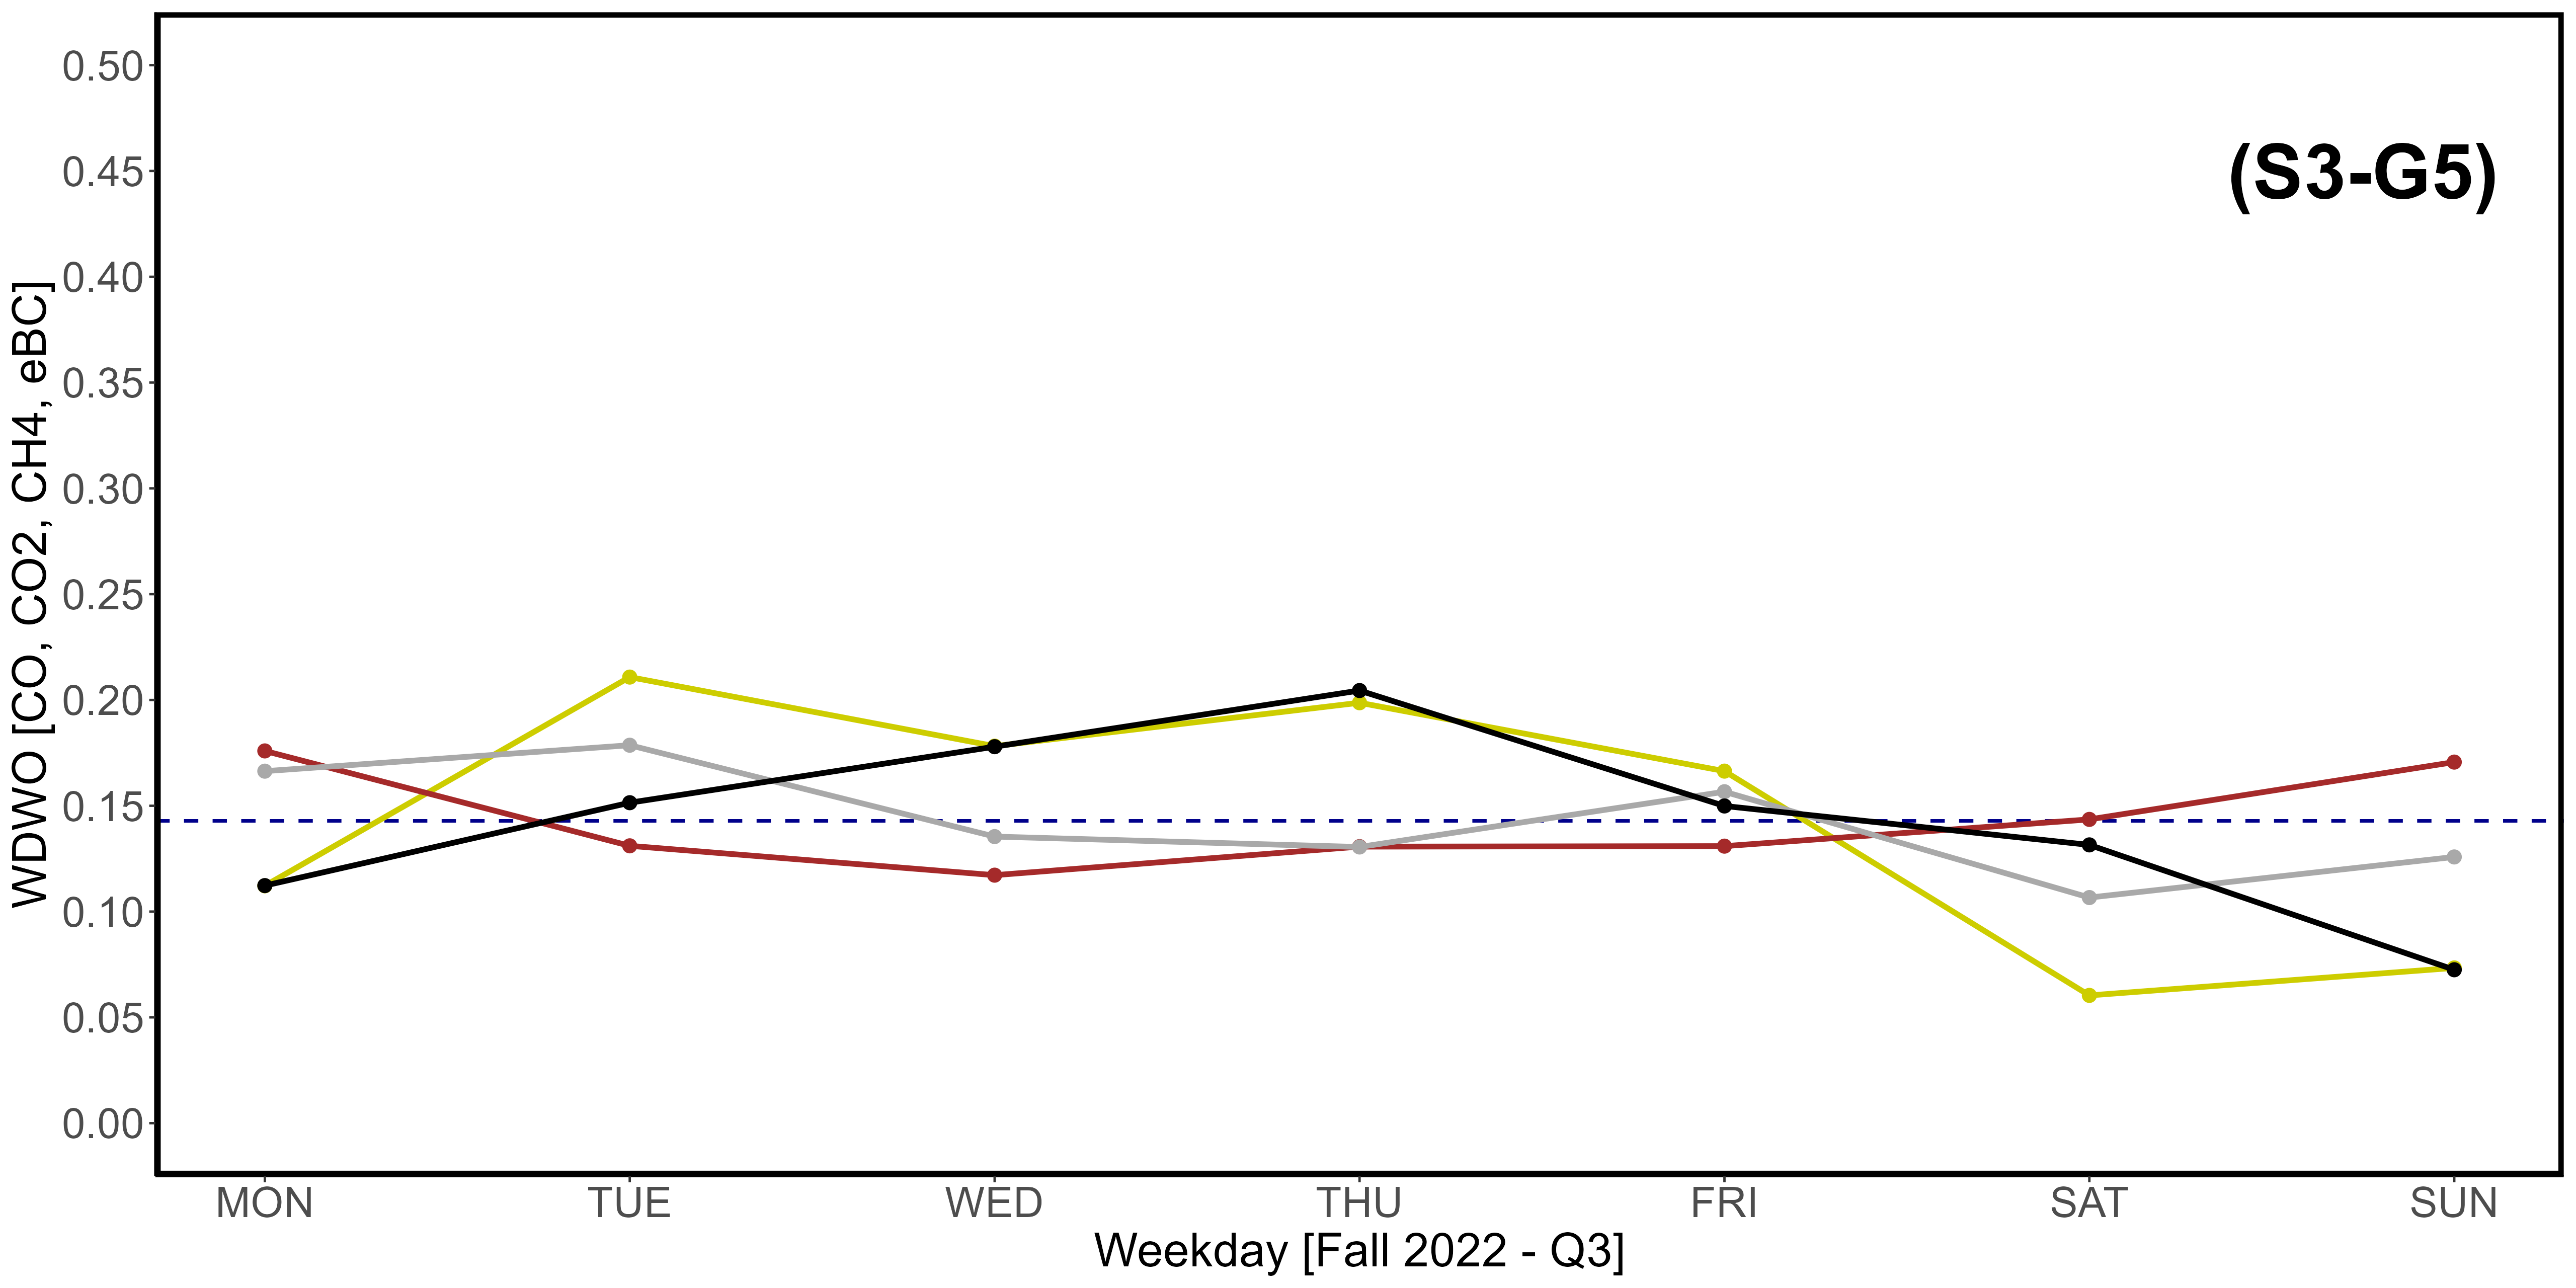 (S3-G5)
WDWO [CO, CO2, CH4, eBC]
0.50
0.45
0.40
0.35
0.30
0.25
0.20
0.15
0.10
0.05
0.00
MON TUE WED THU FRI SAT SUN
Weekday [Fall 2022 - Q3]